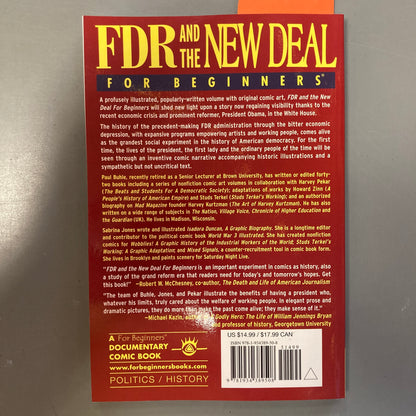 FDR AND THE NEW DEAL
FOR BEGINNERS®
A profusely illustrated, popularly-written volume with original comic art, FDR and the New
Deal For Beginners will shed new light upon a story now regaining visibility thanks to the
recent economic crisis and prominent reformer, President Obama, in the White House.
The history of the precedent-making FDR administration through the bitter economic
depression, with expansive programs empowering artists and working people, comes alive
as the grandest social experiment in the history of American democracy. For the first
time, the lives of the president, the first lady and the ordinary people of the time will be
seen through an inventive comic narrative accompanying historic illustrations and a
sympathetic but not uncritical text.
Paul Buhle, recently retired as a Senior Lecturer at Brown University, has written or edited forty-
two books including a series of nonfiction comic art volumes in collaboration with Harvey Pekar
(The Beats and Students For A Democratic Society); adaptations of works by Howard Zinn (A
People's History of American Empire) and Studs Terkel (Studs Terkel's Working); and an authorized
biography on Mad Magazine founder Harvey Kurtzman (The Art of Harvey Kurtzman). He has also
written on a wide range of subjects in The Nation, Village Voice, Chronicle of Higher Education and
the Guardian (UK). He lives in Madison, Wisconsin.
Sabrina Jones wrote and illustrated Isadora Duncan, A Graphic Biography. She is a longtime editor
and contributor to the political comic book World War 3 Illustrated. She has created nonfiction
comics for Wobblies! A Graphic History of the Industrial Workers of the World, Studs Terkel's
Working: A Graphic Adaptation; and Mixed Signals, a counter-recruitment tool in comic book form.
She lives in Brooklyn and paints scenery for Saturday Night Live.
"FDR and the New Deal For Beginners is an important experiment in comics as history, also
a study of the grand reform era that readers need for today's and tomorrow's hopes. Get
this book!" –Robert W. McChesney, co-author, The Death and Life of American Journalism
"The team of Buhle, Jones, and Pekar illustrate the benefits of having a president who,
whatever his limits, truly cared about the welfare of working people. In elegant prose and
dramatic pictures, they do more than make the past come alive; they make sense of it."
–Michael Kazin, author of A Godly Hero: The Life of William Jennings Bryan
and professor of history, Georgetown University
A For Beginners®
DOCUMENTARY
COMIC BOOK
www.forbeginnersbooks.com
POLITICS / HISTORY
US $14.99 / $17.99 CAN
ISBN 978-1-934389-50-8
51499
9 781934 389508